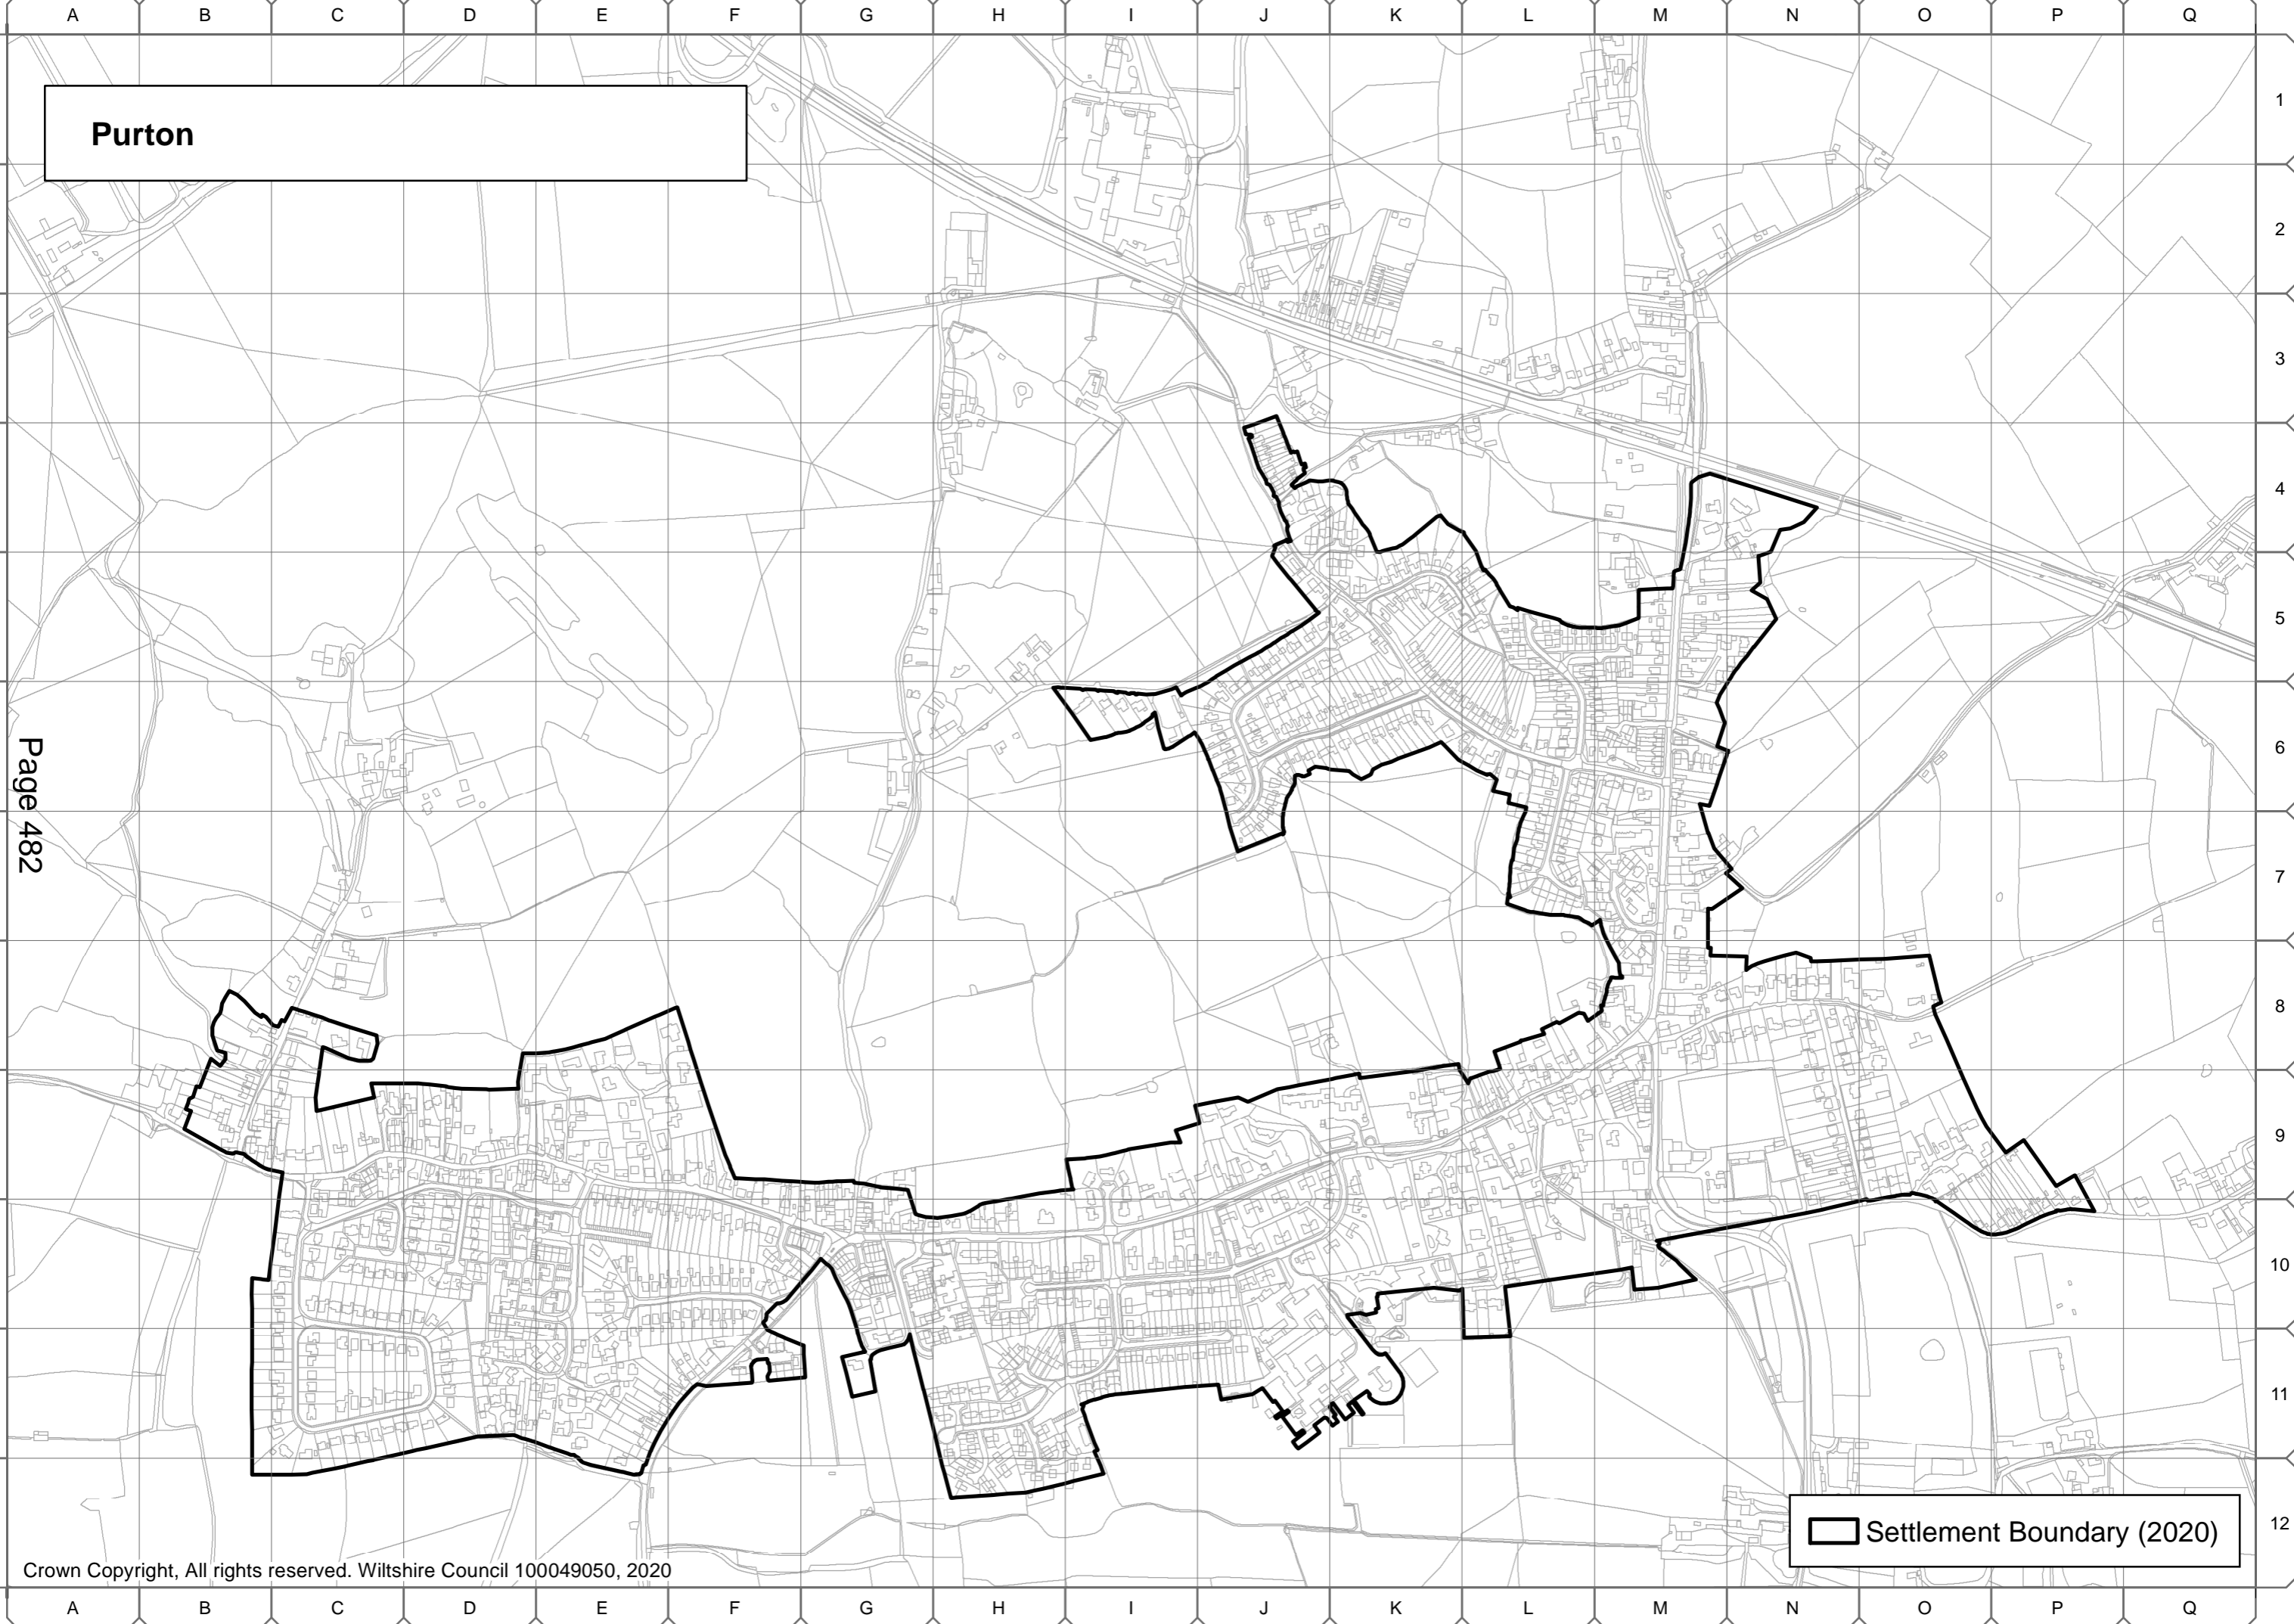 A B C D E F G H I J K L M N O P Q
Purton
1
2
3
4
5
6
7
8
9
10
11
12
Page 482
Settlement Boundary (2020)
Crown Copyright, All rights reserved. Wiltshire Council 100049050, 2020
A B C D E F G H I J K L M N O P Q